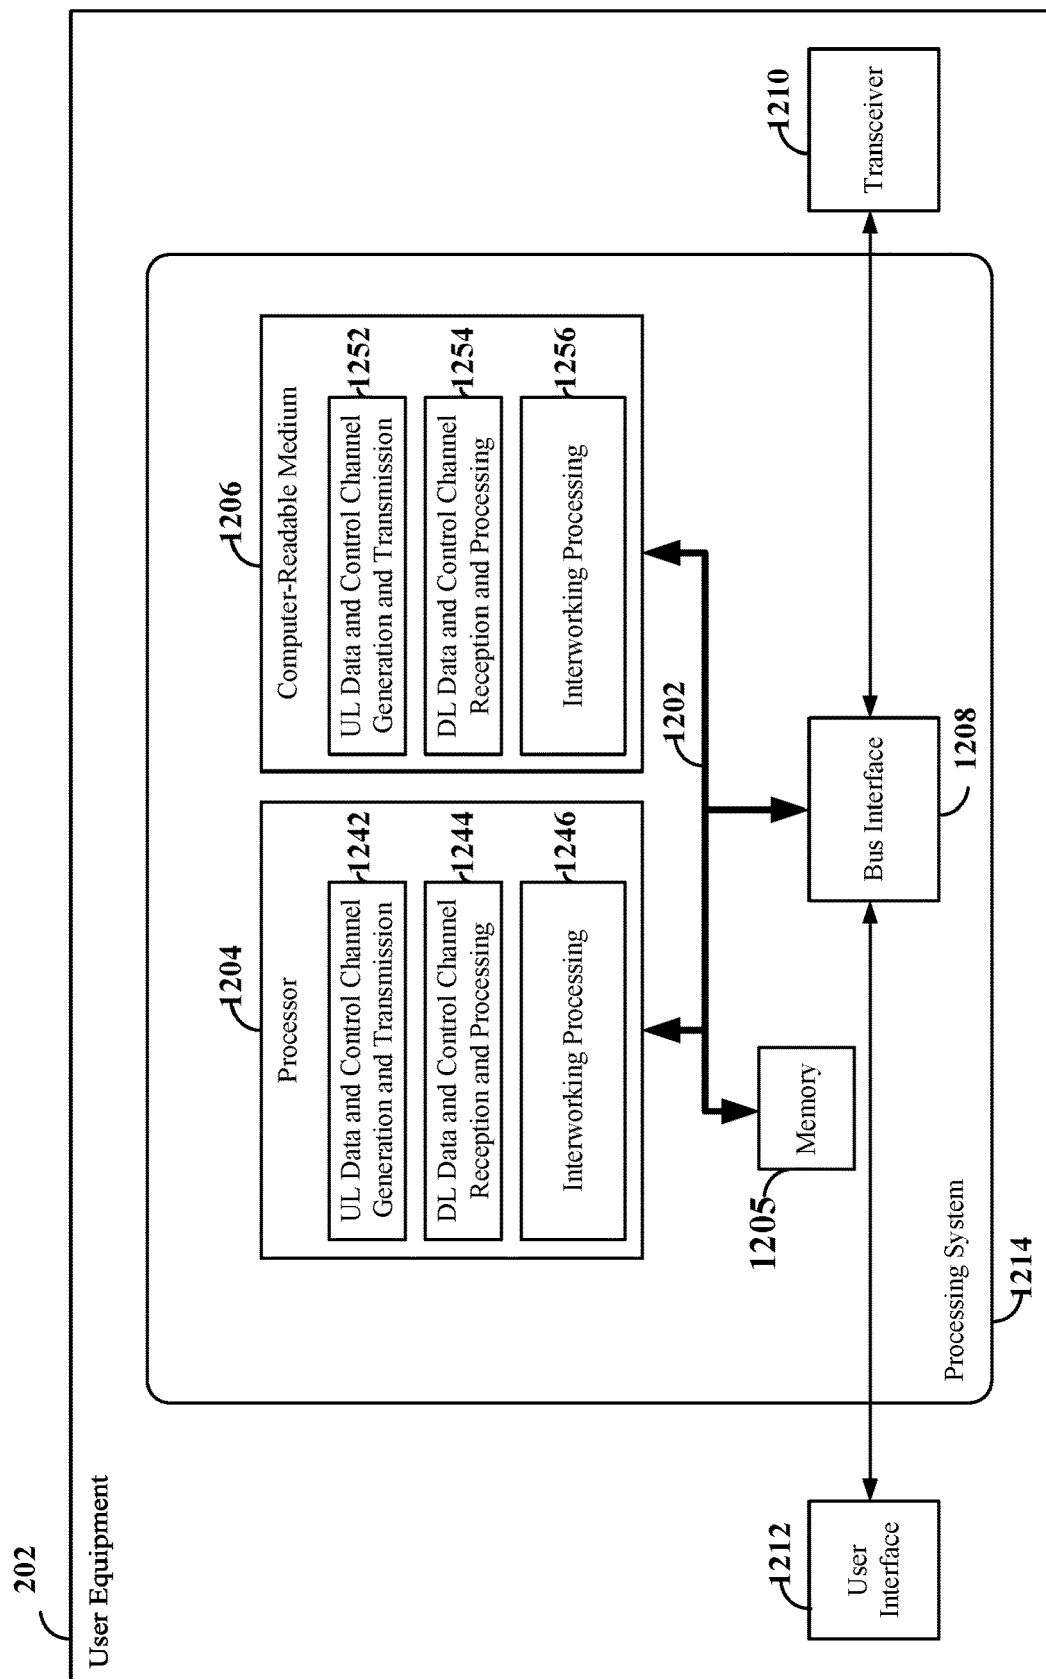 202
User Equipment
1204
Processor
UL Data and Control Channel
Generation and Transmission
1242
DL Data and Control Channel
Reception and Processing
1244
Interworking Processing
1246
1206
Computer-Readable Medium
UL Data and Control Channel
Generation and Transmission
1252
DL Data and Control Channel
Reception and Processing
1254
Interworking Processing
1256
1202
1205
Memory
1212
User
Interface
Bus Interface
1208
1210
Transceiver
Processing System
1214